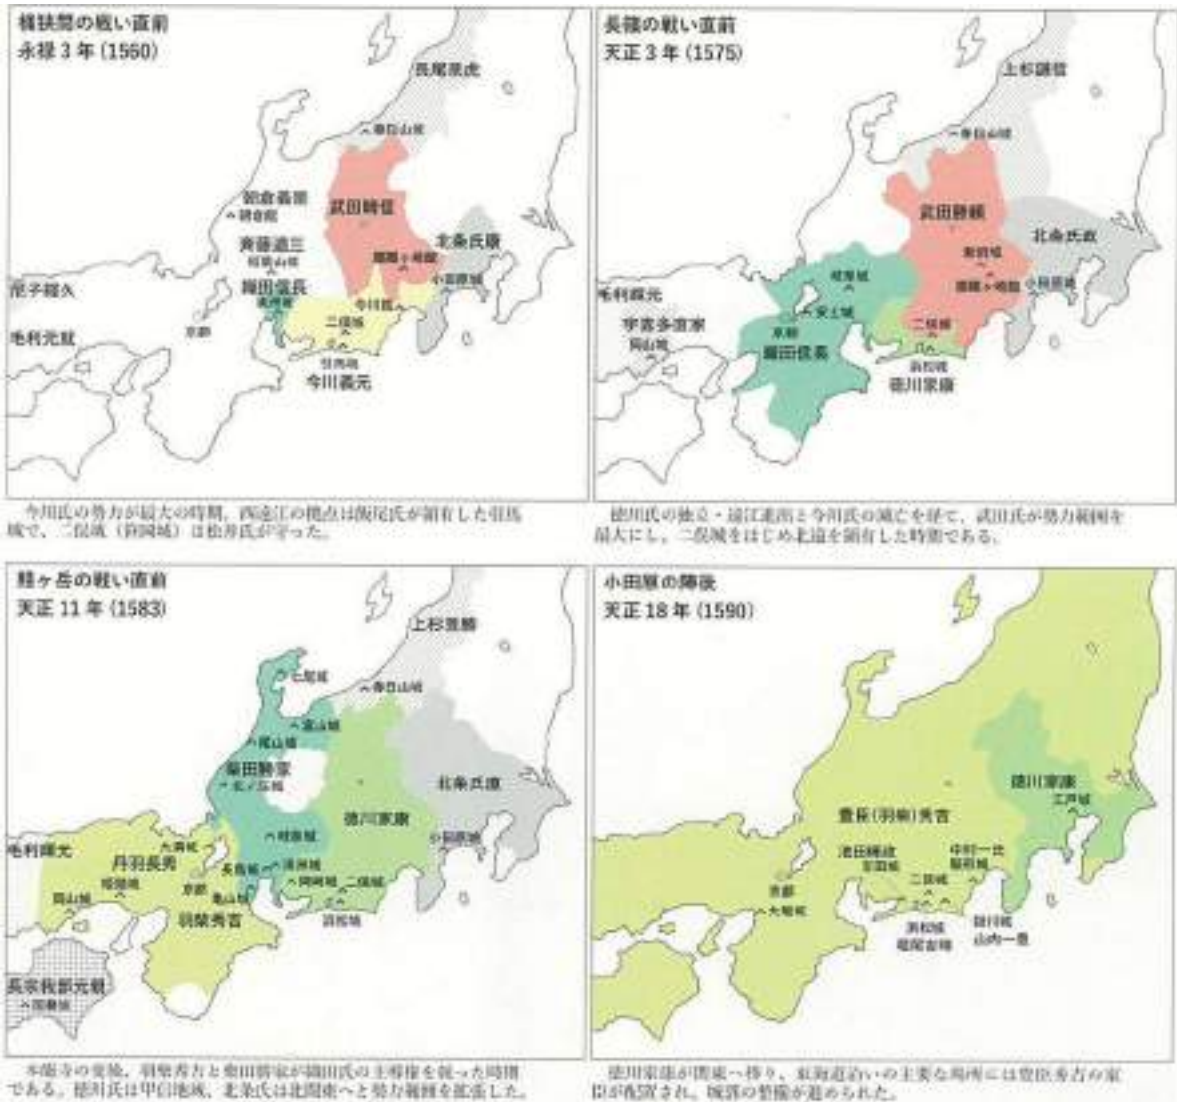 桶狭間の戦い直前
永禄3年(1560)
長尾景虎
春日山城
朝倉義景
朝倉館
武田晴信
斉藤道三
稲葉山城
躑躅ヶ崎館
北条氏康
小田原城
織田信長
清州城
今川館
尼子経久
毛利元就
京都
二俣城
引馬城
今川義元
今川氏の勢力が最大の時期。西遠江の拠点は飯尾氏が領有した引馬
城で、二俣城(笹岡城)は松井氏が守った。
長篠の戦い直前
天正3年(1575)
上杉謙信
春日山城
武田勝頼
新府城
躑躅ヶ崎館
北条氏政
小田原城
岐阜城
安土城
京都
織田信長
二俣城
浜松城
徳川家康
毛利輝元
宇喜多直家
岡山城
徳川氏の独立・遠江進出と今川氏の滅亡を経て、武田氏が勢力範囲を
最大にし、二俣城をはじめ北遠を領有した時期である。
賤ヶ岳の戦い直前
天正11年(1583)
上杉景勝
七尾城
春日山城
富山城
尾山城
柴田勝家
北ノ庄城
北条氏直
徳川家康
小田原城
岐阜城
毛利輝元
丹羽長秀
長島城
清洲城
岡崎城
二俣城
姫路城
京都
亀山城
岡山城
羽柴秀吉
浜松城
長宗我部元親
岡豊城
本能寺の変後、羽柴秀吉と柴田勝家が織田氏の主導権を競った時期
である。徳川氏は甲信地域、北条氏は北関東へと勢力範囲を拡張した。
小田原の陣後
天正18年(1590)
徳川家康
江戸城
豊臣(羽柴)秀吉
池田輝政
吉田城
中村一氏
駿府城
二俣城
京都
大坂城
浜松城
堀尾吉晴
掛川城
山内一豊
徳川家康が関東へ移り、東海道沿いの主要な場所には豊臣秀吉の家
臣が配置され、城郭の整備が進められた。